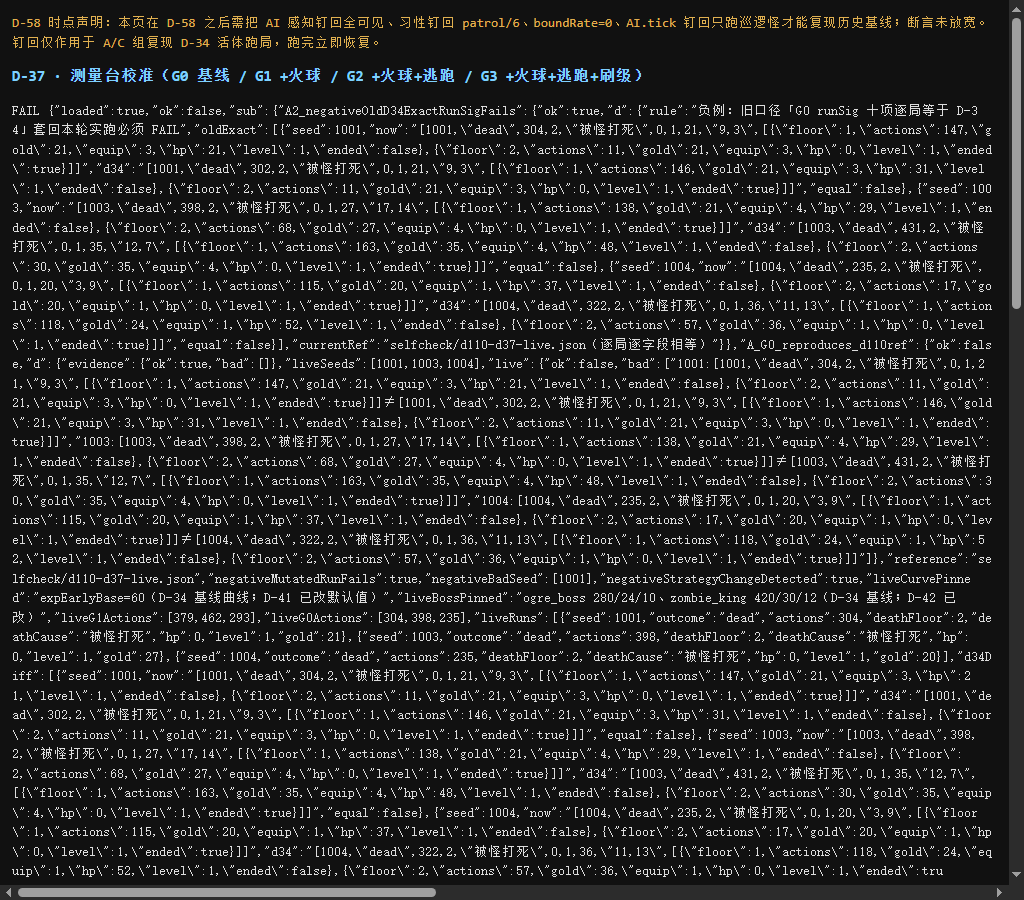 D-58 时点声明：本页在 D-58 之后需把 AI 感知钉回全可见、习性钉回 patrol/6、boundRate=0、AI.tick 钉回只跑巡逻怪才能复现历史基线；断言未放宽。
钉回仅作用于 A/C 组复现 D-34 活体跑局，跑完立即恢复。
D-37 · 测量台校准（G0 基线 / G1 +火球 / G2 +火球+逃跑 / G3 +火球+逃跑+刷级）
FAIL {"loaded":true,"ok":false,"sub":{"A2_negativeOldD34ExactRunSigFails":{"ok":true,"d":{"rule":"负例：旧口径「G0 runSig 十项逐局等于 D-3
4」套回本轮实跑必须 FAIL","oldExact":[{"seed":1001,"now":"[1001,\"dead\",304,2,\"被怪打死\",0,1,21,\"9,3\",[{\"floor\":1,\"actions\":147,\"g
old\":21,\"equip\":3,\"hp\":21,\"level\":1,\"ended\":false},{\"floor\":2,\"actions\":11,\"gold\":21,\"equip\":3,\"hp\":0,\"level\":1,\"ended
\":true}]]","d34":"[1001,\"dead\",302,2,\"被怪打死\",0,1,21,\"9,3\",[{\"floor\":1,\"actions\":146,\"gold\":21,\"equip\":3,\"hp\":31,\"level
\":1,\"ended\":false},{\"floor\":2,\"actions\":11,\"gold\":21,\"equip\":3,\"hp\":0,\"level\":1,\"ended\":true}]]","equal":false},{"seed":100
3,"now":"[1003,\"dead\",398,2,\"被怪打死\",0,1,27,\"17,14\",[{\"floor\":1,\"actions\":138,\"gold\":21,\"equip\":4,\"hp\":29,\"level\":1,\"en
ded\":false},{\"floor\":2,\"actions\":68,\"gold\":27,\"equip\":4,\"hp\":0,\"level\":1,\"ended\":true}]]","d34":"[1003,\"dead\",431,2,\"被怪
打死\",0,1,35,\"12,7\",[{\"floor\":1,\"actions\":163,\"gold\":35,\"equip\":4,\"hp\":48,\"level\":1,\"ended\":false},{\"floor\":2,\"actions
\":30,\"gold\":35,\"equip\":4,\"hp\":0,\"level\":1,\"ended\":true}]]","equal":false},{"seed":1004,"now":"[1004,\"dead\",235,2,\"被怪打死\",
0,1,20,\"3,9\",[{\"floor\":1,\"actions\":115,\"gold\":20,\"equip\":1,\"hp\":37,\"level\":1,\"ended\":false},{\"floor\":2,\"actions\":17,\"go
ld\":20,\"equip\":1,\"hp\":0,\"level\":1,\"ended\":true}]]","d34":"[1004,\"dead\",322,2,\"被怪打死\",0,1,36,\"11,13\",[{\"floor\":1,\"action
s\":118,\"gold\":24,\"equip\":1,\"hp\":52,\"level\":1,\"ended\":false},{\"floor\":2,\"actions\":57,\"gold\":36,\"equip\":1,\"hp\":0,\"level
\":1,\"ended\":true}]]","equal":false}],"currentRef":"selfcheck/d110-d37-live.json（逐局逐字段相等）"}},"A_G0_reproduces_d110ref":{"ok":fals
e,"d":{"evidence":{"ok":true,"bad":[]},"liveSeeds":[1001,1003,1004],"live":{"ok":false,"bad":["1001:[1001,\"dead\",304,2,\"被怪打死\",0,1,2
1,\"9,3\",[{\"floor\":1,\"actions\":147,\"gold\":21,\"equip\":3,\"hp\":21,\"level\":1,\"ended\":false},{\"floor\":2,\"actions\":11,\"gold\":
21,\"equip\":3,\"hp\":0,\"level\":1,\"ended\":true}]]≠[1001,\"dead\",302,2,\"被怪打死\",0,1,21,\"9,3\",[{\"floor\":1,\"actions\":146,\"gold
\":21,\"equip\":3,\"hp\":31,\"level\":1,\"ended\":false},{\"floor\":2,\"actions\":11,\"gold\":21,\"equip\":3,\"hp\":0,\"level\":1,\"ended\":
true}]]","1003:[1003,\"dead\",398,2,\"被怪打死\",0,1,27,\"17,14\",[{\"floor\":1,\"actions\":138,\"gold\":21,\"equip\":4,\"hp\":29,\"level\":
1,\"ended\":false},{\"floor\":2,\"actions\":68,\"gold\":27,\"equip\":4,\"hp\":0,\"level\":1,\"ended\":true}]]≠[1003,\"dead\",431,2,\"被怪打
死\",0,1,35,\"12,7\",[{\"floor\":1,\"actions\":163,\"gold\":35,\"equip\":4,\"hp\":48,\"level\":1,\"ended\":false},{\"floor\":2,\"actions\":3
0,\"gold\":35,\"equip\":4,\"hp\":0,\"level\":1,\"ended\":true}]]","1004:[1004,\"dead\",235,2,\"被怪打死\",0,1,20,\"3,9\",[{\"floor\":1,\"act
ions\":115,\"gold\":20,\"equip\":1,\"hp\":37,\"level\":1,\"ended\":false},{\"floor\":2,\"actions\":17,\"gold\":20,\"equip\":1,\"hp\":0,\"lev
el\":1,\"ended\":true}]]≠[1004,\"dead\",322,2,\"被怪打死\",0,1,36,\"11,13\",[{\"floor\":1,\"actions\":118,\"gold\":24,\"equip\":1,\"hp\":5
2,\"level\":1,\"ended\":false},{\"floor\":2,\"actions\":57,\"gold\":36,\"equip\":1,\"hp\":0,\"level\":1,\"ended\":true}]]"]},"reference":"se
lfcheck/d110-d37-live.json","negativeMutatedRunFails":true,"negativeBadSeed":[1001],"negativeStrategyChangeDetected":true,"liveCurvePinne
d":"expEarlyBase=60（D-34 基线曲线；D-41 已改默认值）","liveBossPinned":"ogre_boss 280/24/10、zombie_king 420/30/12（D-34 基线；D-42 已
改）","liveG1Actions":[379,462,293],"liveG0Actions":[304,398,235],"liveRuns":[{"seed":1001,"outcome":"dead","actions":304,"deathFloor":2,"de
athCause":"被怪打死","hp":0,"level":1,"gold":21},{"seed":1003,"outcome":"dead","actions":398,"deathFloor":2,"deathCause":"被怪打死","hp":
0,"level":1,"gold":27},{"seed":1004,"outcome":"dead","actions":235,"deathFloor":2,"deathCause":"被怪打死","hp":0,"level":1,"gold":20}],"d34D
iff":[{"seed":1001,"now":"[1001,\"dead\",304,2,\"被怪打死\",0,1,21,\"9,3\",[{\"floor\":1,\"actions\":147,\"gold\":21,\"equip\":3,\"hp\":2
1,\"level\":1,\"ended\":false},{\"floor\":2,\"actions\":11,\"gold\":21,\"equip\":3,\"hp\":0,\"level\":1,\"ended\":true}]]","d34":"[1001,\"de
ad\",302,2,\"被怪打死\",0,1,21,\"9,3\",[{\"floor\":1,\"actions\":146,\"gold\":21,\"equip\":3,\"hp\":31,\"level\":1,\"ended\":false},{\"floor
\":2,\"actions\":11,\"gold\":21,\"equip\":3,\"hp\":0,\"level\":1,\"ended\":true}]]","equal":false},{"seed":1003,"now":"[1003,\"dead\",398,
2,\"被怪打死\",0,1,27,\"17,14\",[{\"floor\":1,\"actions\":138,\"gold\":21,\"equip\":4,\"hp\":29,\"level\":1,\"ended\":false},{\"floor\":
2,\"actions\":68,\"gold\":27,\"equip\":4,\"hp\":0,\"level\":1,\"ended\":true}]]","d34":"[1003,\"dead\",431,2,\"被怪打死\",0,1,35,\"12,7\",
[{\"floor\":1,\"actions\":163,\"gold\":35,\"equip\":4,\"hp\":48,\"level\":1,\"ended\":false},{\"floor\":2,\"actions\":30,\"gold\":35,\"equip
\":4,\"hp\":0,\"level\":1,\"ended\":true}]]","equal":false},{"seed":1004,"now":"[1004,\"dead\",235,2,\"被怪打死\",0,1,20,\"3,9\",[{\"floor
\":1,\"actions\":115,\"gold\":20,\"equip\":1,\"hp\":37,\"level\":1,\"ended\":false},{\"floor\":2,\"actions\":17,\"gold\":20,\"equip\":1,\"hp
\":0,\"level\":1,\"ended\":true}]]","d34":"[1004,\"dead\",322,2,\"被怪打死\",0,1,36,\"11,13\",[{\"floor\":1,\"actions\":118,\"gold\":24,\"eq
uip\":1,\"hp\":52,\"level\":1,\"ended\":false},{\"floor\":2,\"actions\":57,\"gold\":36,\"equip\":1,\"hp\":0,\"level\":1,\"ended\":tru